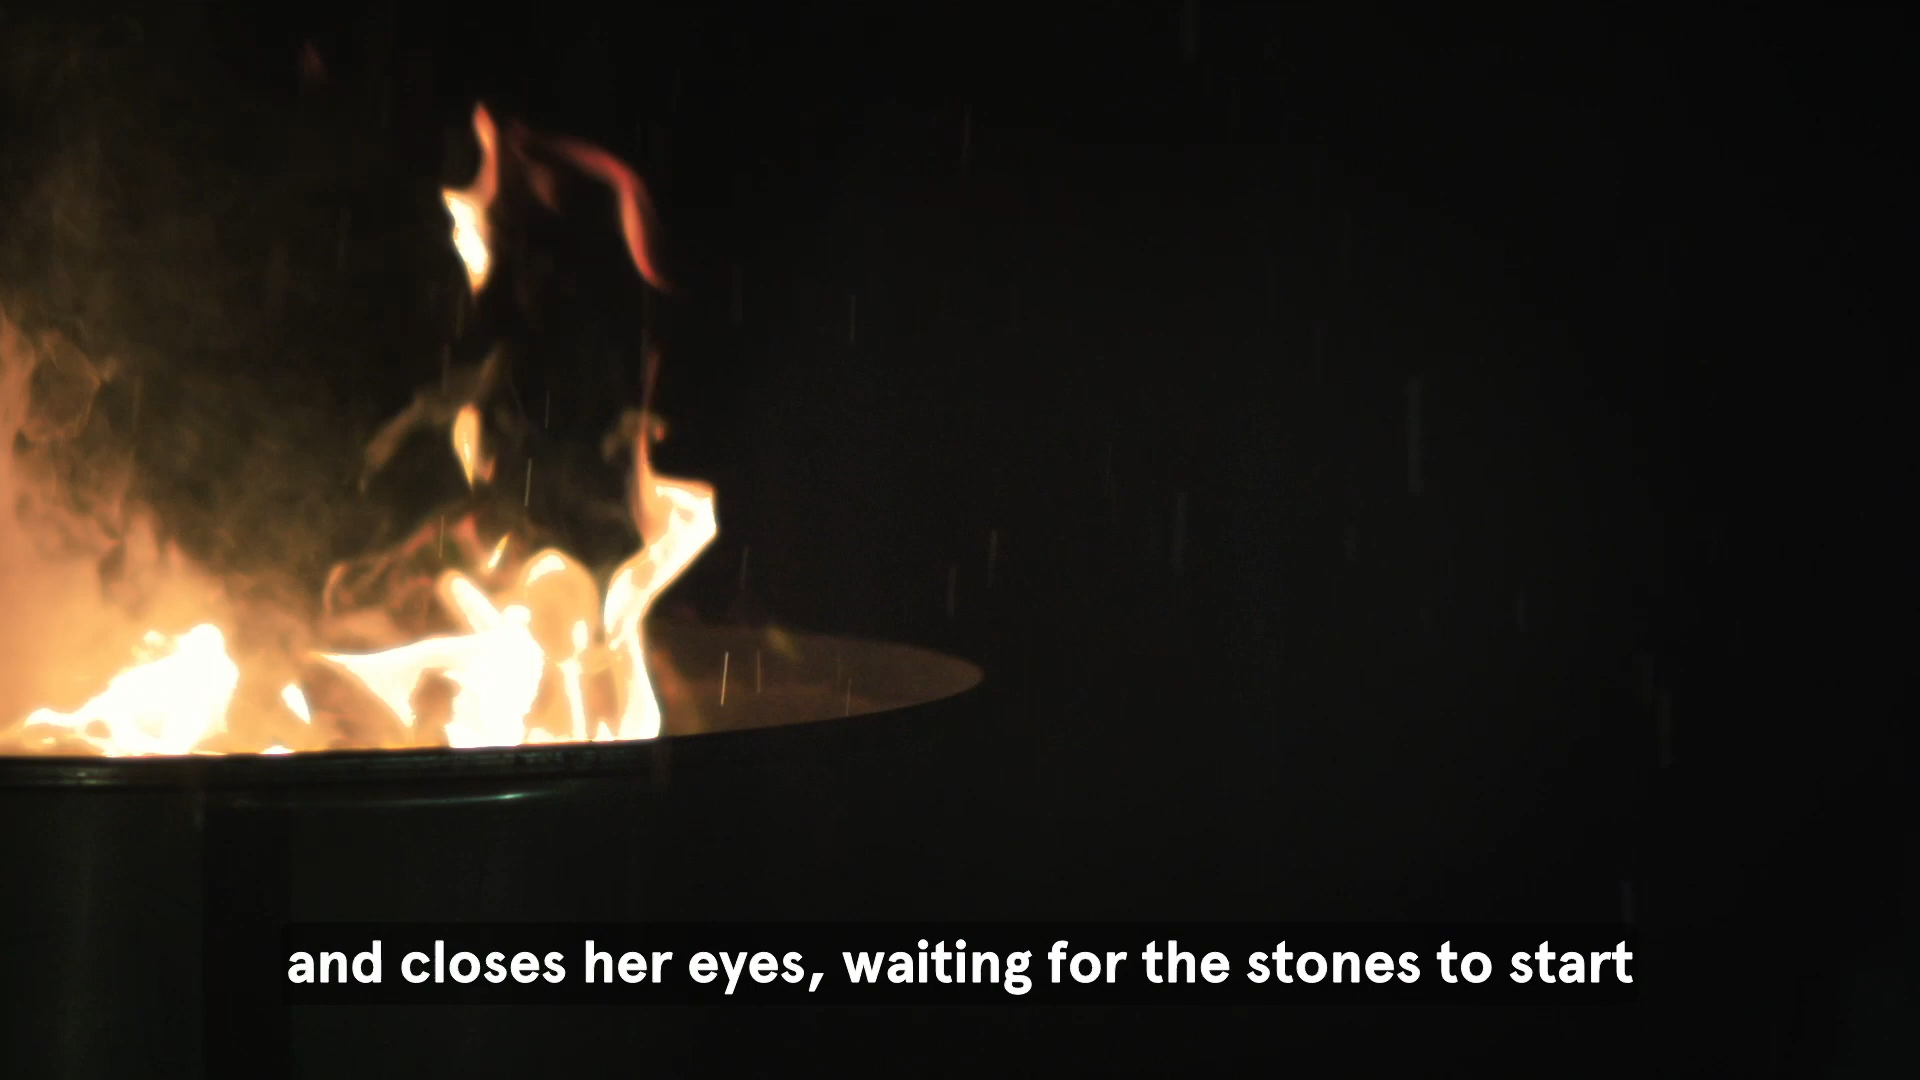 and closes her eyes, waiting for the stones to start